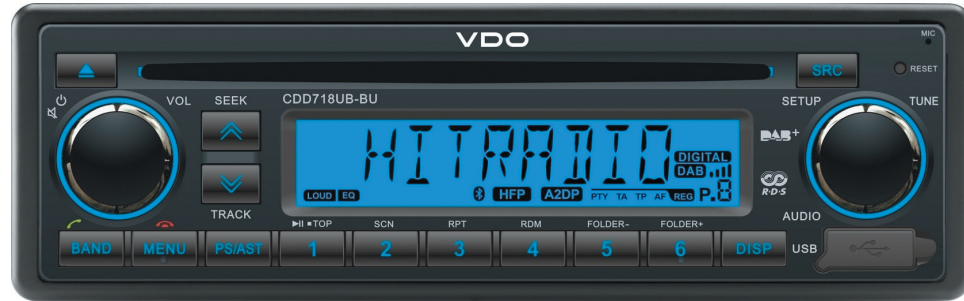 VDO
MIC
SRC
RESET
VOL
SEEK
CDD718UB-BU
SETUP
TUNE
HITRADIO
DIGITAL
DAB
DAB+
LOUD EQ
HFP A2DP PTY TA TP AF REG P.8
R·D·S
TRACK
AUDIO
▶II ■TOP SCN RPT RDM FOLDER- FOLDER+
BAND MENU PS/AST 1 2 3 4 5 6 DISP USB